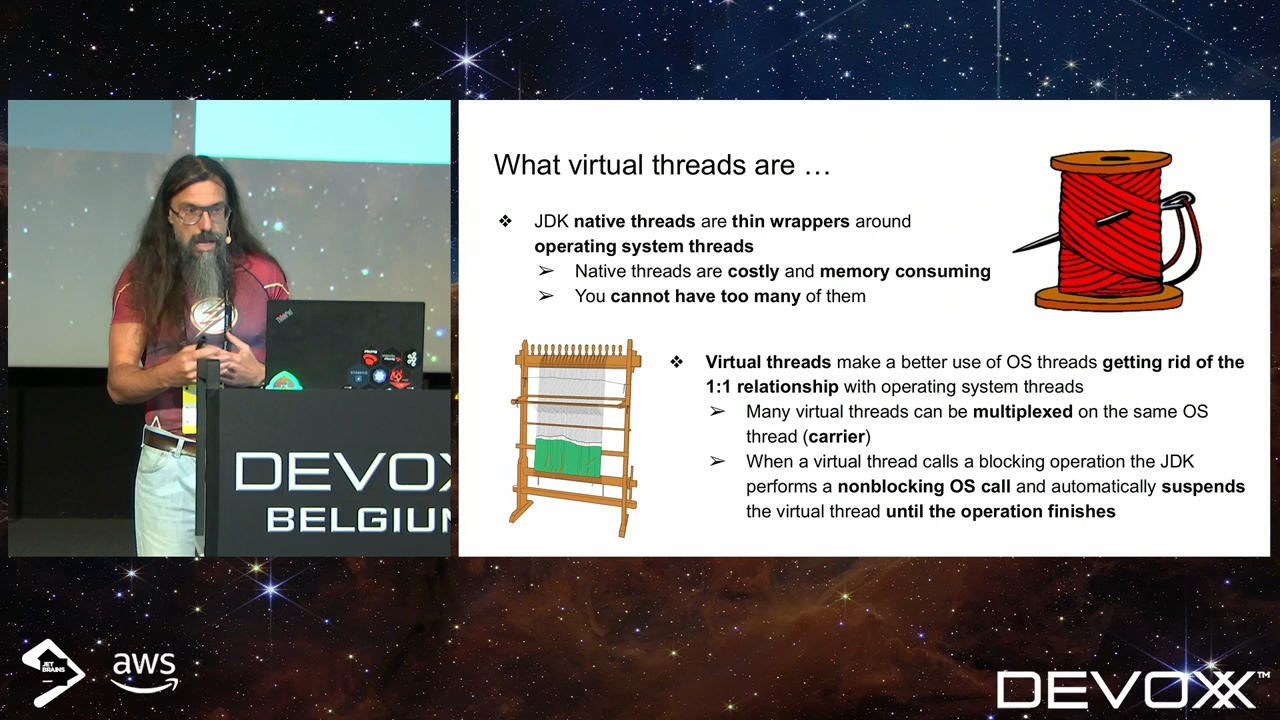 What virtual threads are …
❖ JDK native threads are thin wrappers around
operating system threads
➢ Native threads are costly and memory consuming
➢ You cannot have too many of them
❖ Virtual threads make a better use of OS threads getting rid of the
1:1 relationship with operating system threads
➢ Many virtual threads can be multiplexed on the same OS
thread (carrier)
➢ When a virtual thread calls a blocking operation the JDK
performs a nonblocking OS call and automatically suspends
the virtual thread until the operation finishes
ThinkPad
DEVOX
BELGIUM
JET
BRAINS
aws
DEVOXX™